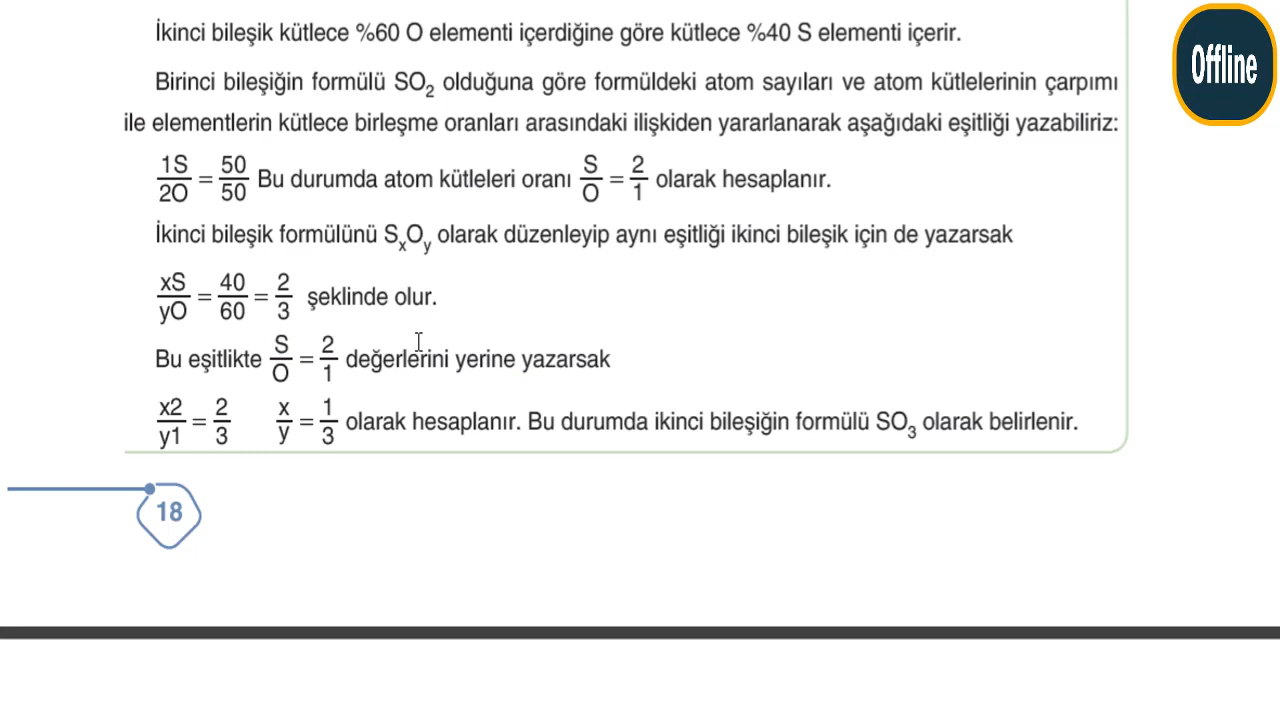 İkinci bileşik kütlece %60 O elementi içerdiğine göre kütlece %40 S elementi içerir.
Offline
Birinci bileşiğin formülü SO₂ olduğuna göre formüldeki atom sayıları ve atom kütlelerinin çarpımı
ile elementlerin kütlece birleşme oranları arasındaki ilişkiden yararlanarak aşağıdaki eşitliği yazabiliriz:
1S/2O = 50/50 Bu durumda atom kütleleri oranı S/O = 2/1 olarak hesaplanır.
İkinci bileşik formülünü SₓOᵧ olarak düzenleyip aynı eşitliği ikinci bileşik için de yazarsak
xS/yO = 40/60 = 2/3 şeklinde olur.
Bu eşitlikte S/O = 2/1 değerlerini yerine yazarsak
x2/y1 = 2/3 x/y = 1/3 olarak hesaplanır. Bu durumda ikinci bileşiğin formülü SO₃ olarak belirlenir.
18